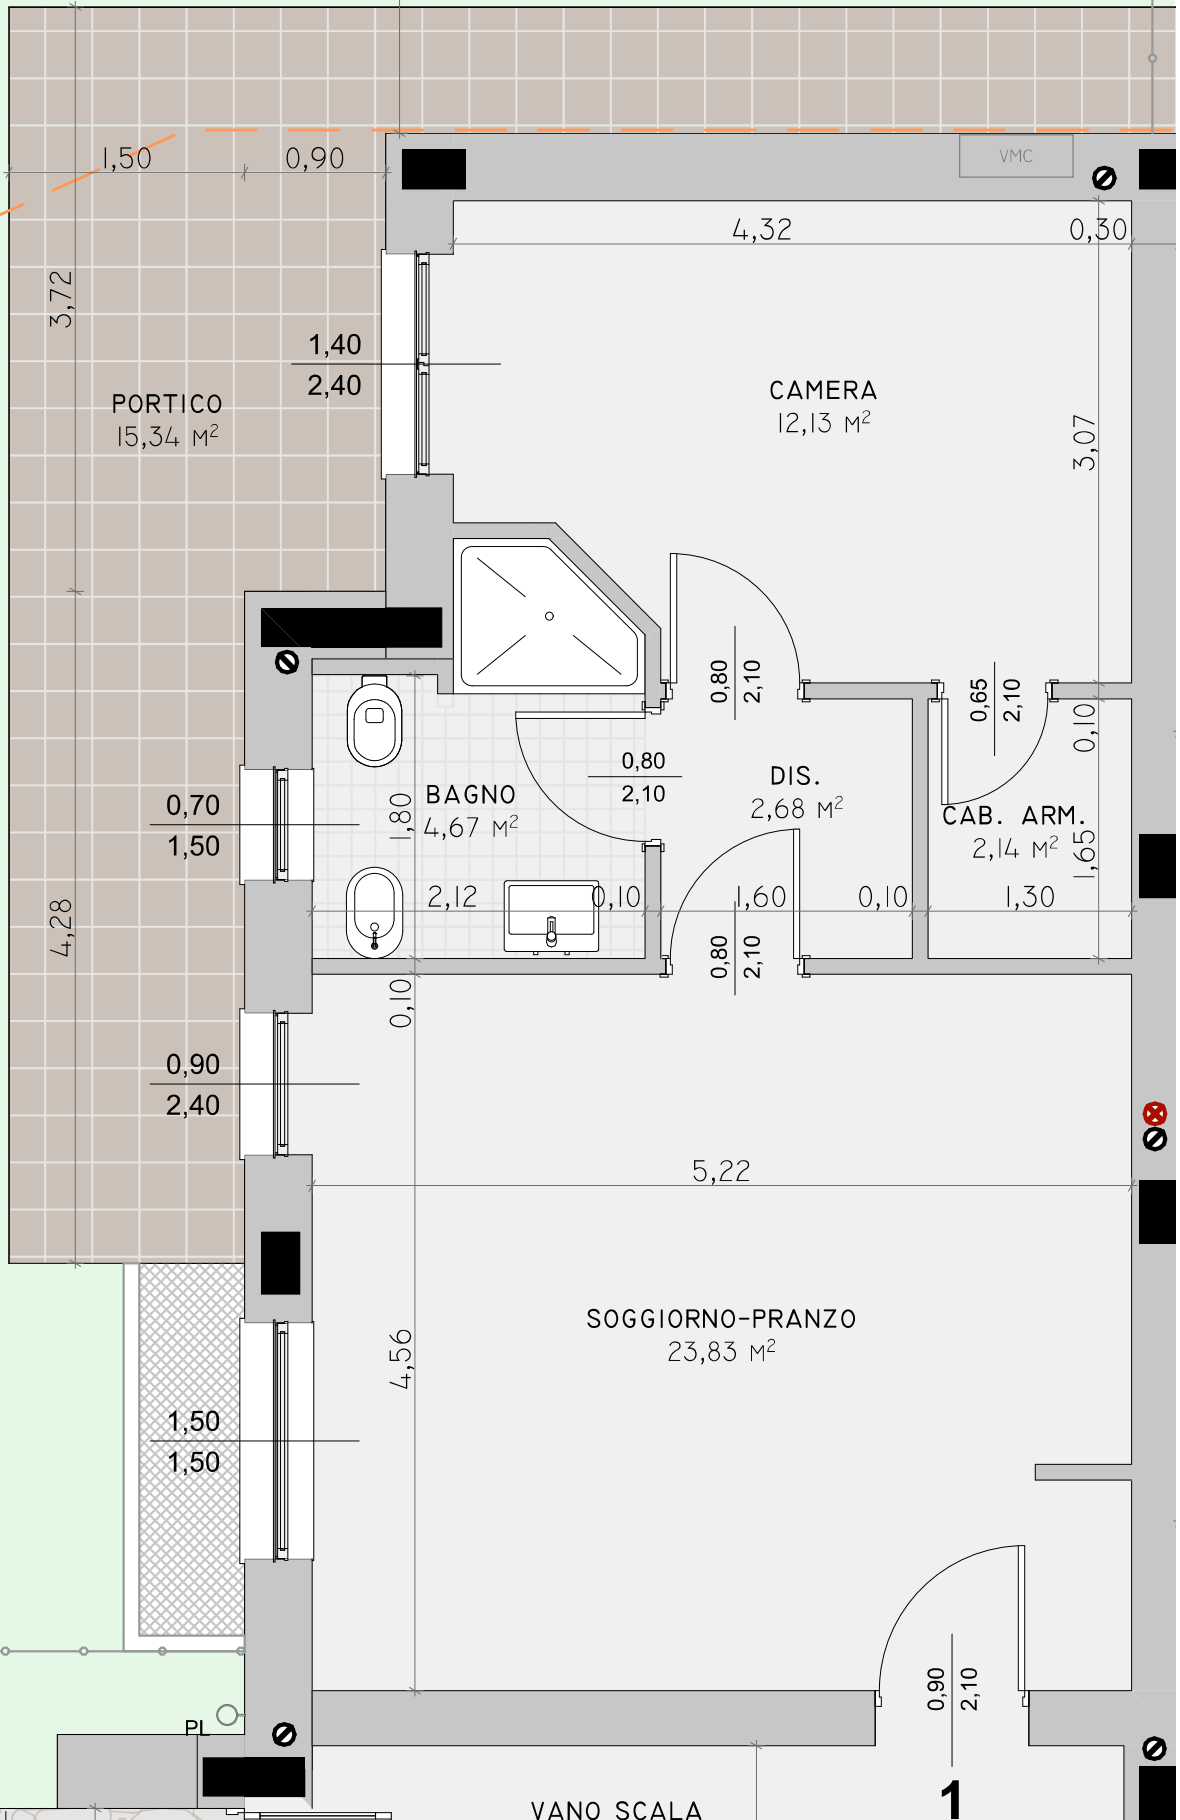 VMC
1,50
0,90
4,32
0,30
3,72
1,40
2,40
CAMERA
12,13 M²
PORTICO
15,34 M²
3,07
0,80
2,10
0,65
2,10
0,10
0,80
2,10
DIS.
2,68 M²
BAGNO
4,67 M²
1,80
0,70
1,50
CAB. ARM.
2,14 M²
1,65
2,12
0,10
1,60
0,10
1,30
4,28
0,80
2,10
0,10
0,90
2,40
5,22
SOGGIORNO-PRANZO
23,83 M²
4,56
1,50
1,50
0,90
2,10
PL
1
VANO SCALA